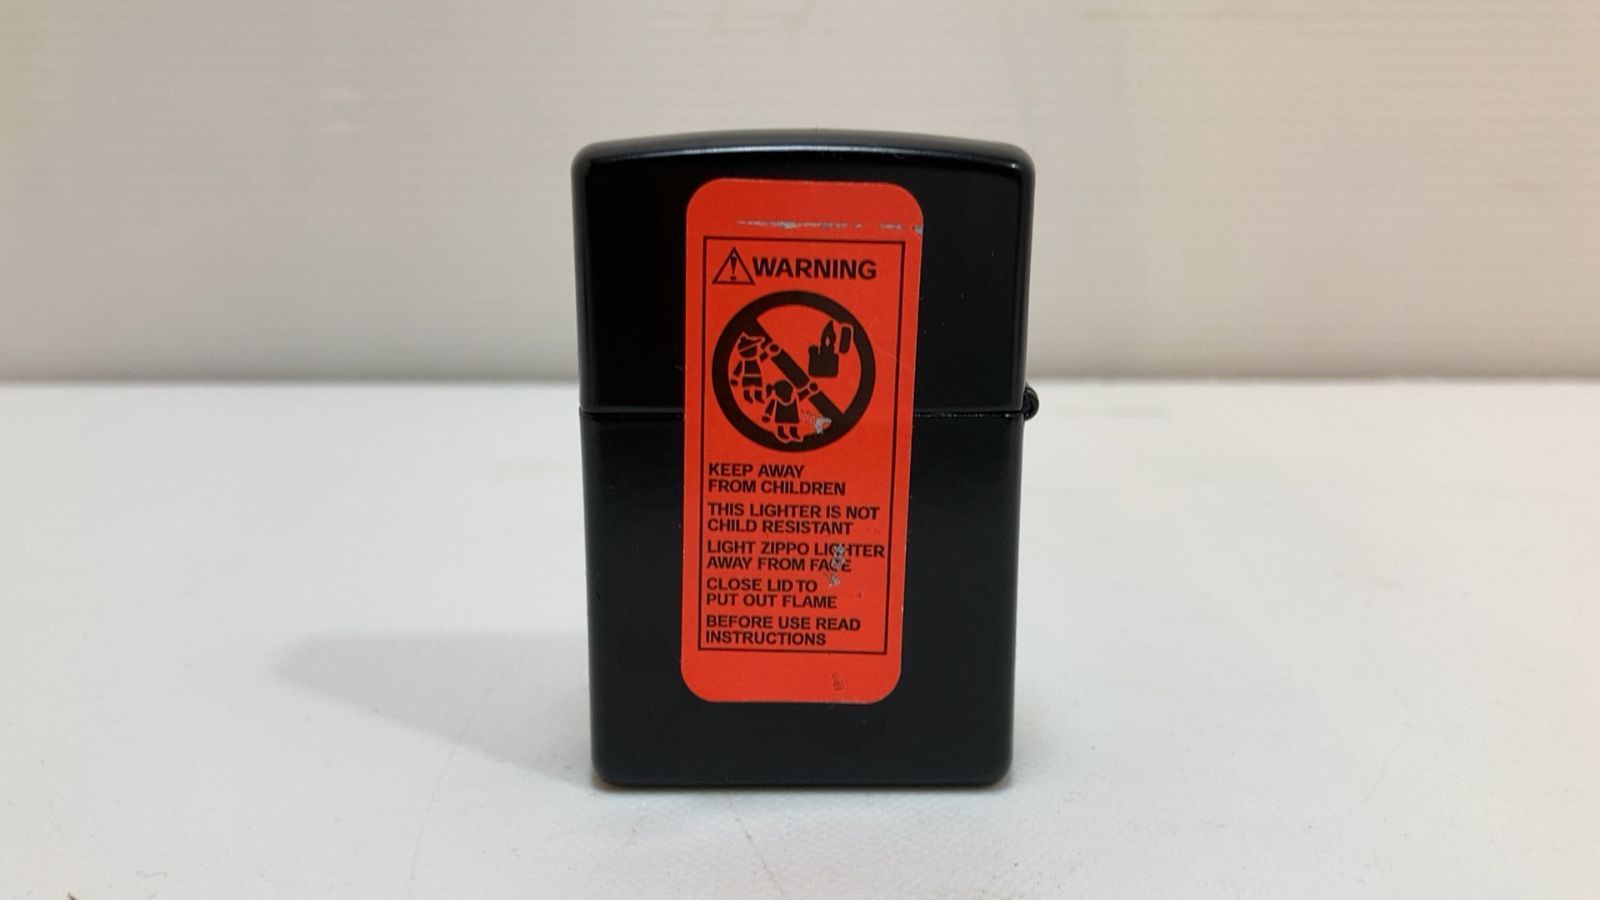 WARNING
KEEP AWAY
FROM CHILDREN
THIS LIGHTER IS NOT
CHILD RESISTANT
LIGHT ZIPPO LIGHTER
AWAY FROM FACE
CLOSE LID TO
PUT OUT FLAME
BEFORE USE READ
INSTRUCTIONS